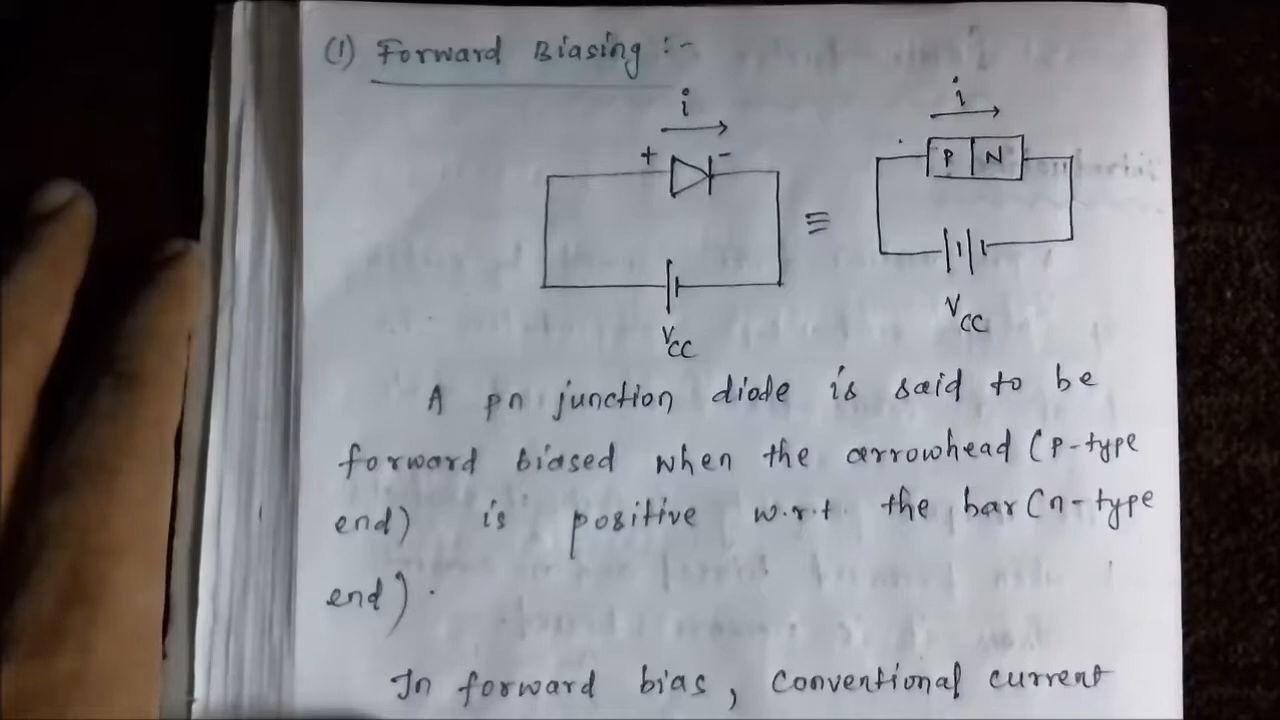 (1) Forward Biasing :-
i
i
+ -
P N
≡
Vcc
Vcc
A pn junction diode is said to be
forward biased when the arrowhead (P-type
end) is positive w.r.t. the bar (n-type
end).
In forward bias, conventional current